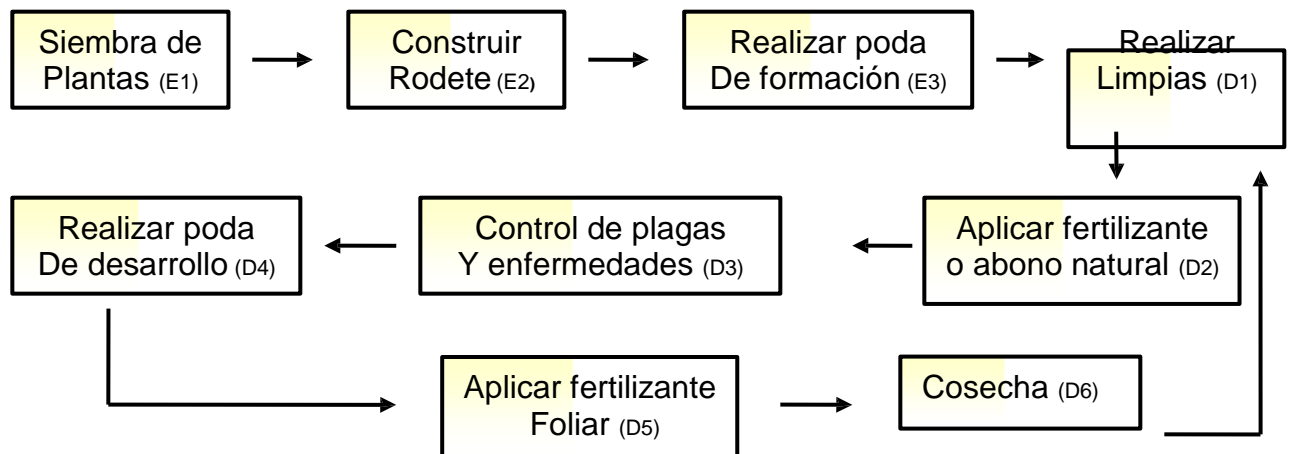 Siembra de
Plantas (E1)
Construir
Rodete (E2)
Realizar poda
De formación (E3)
Realizar
Limpias (D1)
Aplicar fertilizante
o abono natural (D2)
Control de plagas
Y enfermedades (D3)
Realizar poda
De desarrollo (D4)
Aplicar fertilizante
Foliar (D5)
Cosecha (D6)